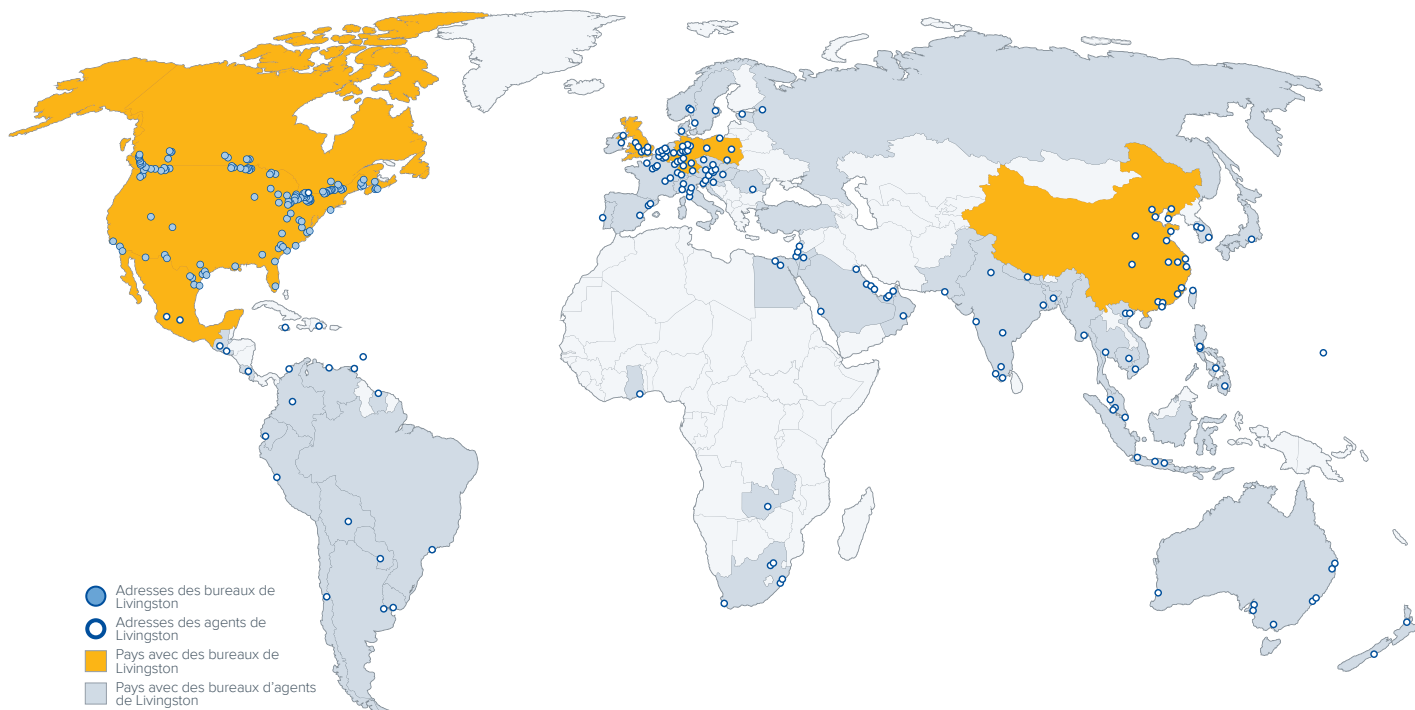 Adresses des bureaux de
Livingston
Adresses des agents de
Livingston
Pays avec des bureaux de
Livingston
Pays avec des bureaux d’agents
de Livingston